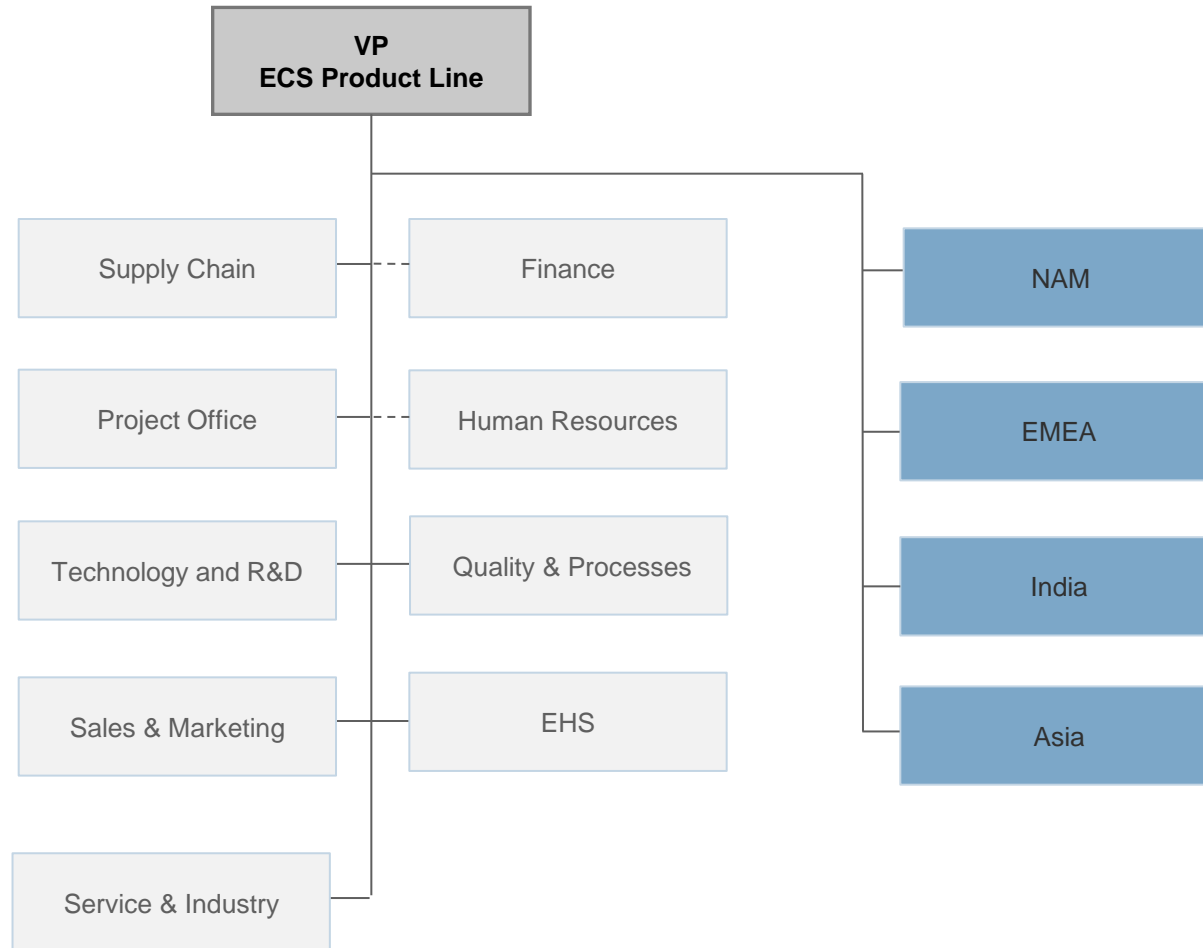 VP
ECS Product Line
Supply Chain
Finance
NAM
Project Office
Human Resources
EMEA
Technology and R&D
Quality & Processes
India
Sales & Marketing
EHS
Asia
Service & Industry